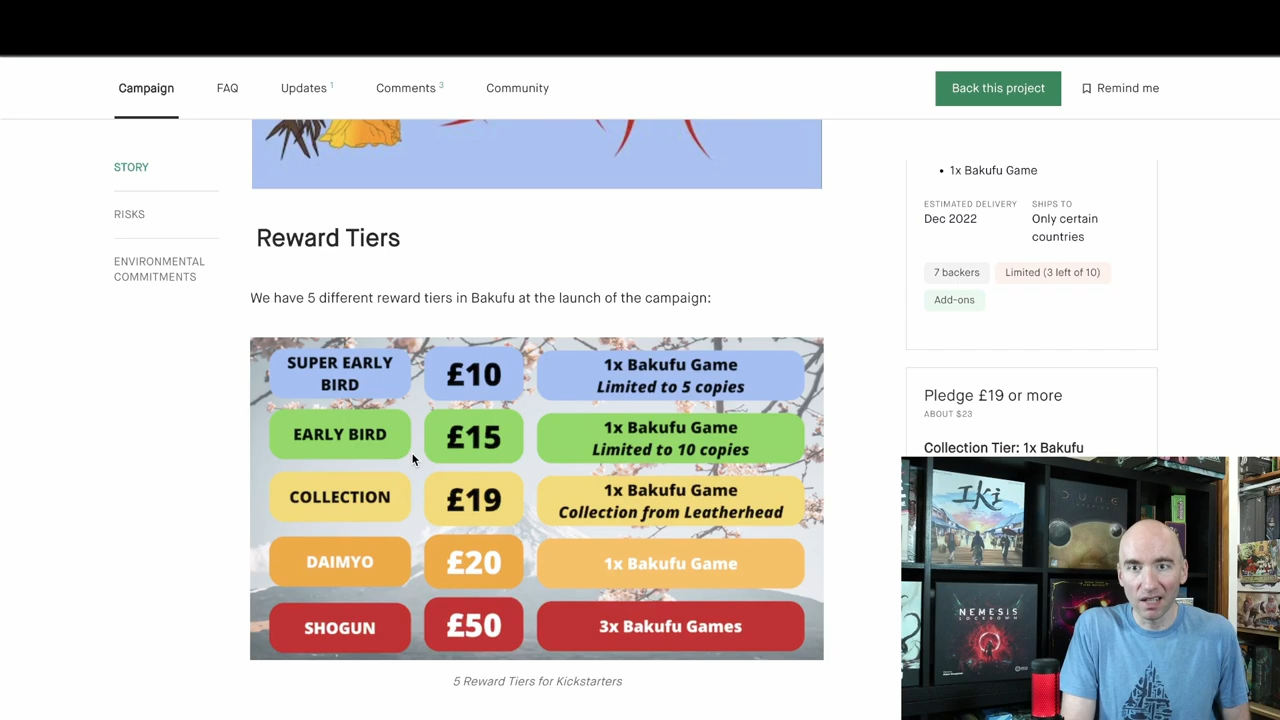 Campaign
FAQ
Updates 1
Comments 3
Community
Back this project
Remind me
STORY
RISKS
ENVIRONMENTAL
COMMITMENTS
Reward Tiers
We have 5 different reward tiers in Bakufu at the launch of the campaign:
SUPER EARLY
BIRD
£10
1x Bakufu Game
Limited to 5 copies
EARLY BIRD
£15
1x Bakufu Game
Limited to 10 copies
COLLECTION
£19
1x Bakufu Game
Collection from Leatherhead
DAIMYO
£20
1x Bakufu Game
SHOGUN
£50
3x Bakufu Games
5 Reward Tiers for Kickstarters
• 1x Bakufu Game
ESTIMATED DELIVERY
Dec 2022
SHIPS TO
Only certain
countries
7 backers
Limited (3 left of 10)
Add-ons
Pledge £19 or more
ABOUT $23
Collection Tier: 1x Bakufu
Iki
DUNE
NEMESIS
LOCKDOWN